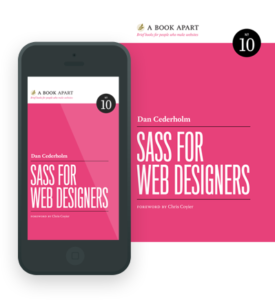 A BOOK APART
Brief books for people who make websites
No
10
Dan Cederholm
SASS FOR
WEB DESIGNERS
FOREWORD BY Chris Coyier
A BOOK APART
No
10
Dan Cederholm
SASS FOR
WEB DESIGNERS
FOREWORD BY Chris Coyier